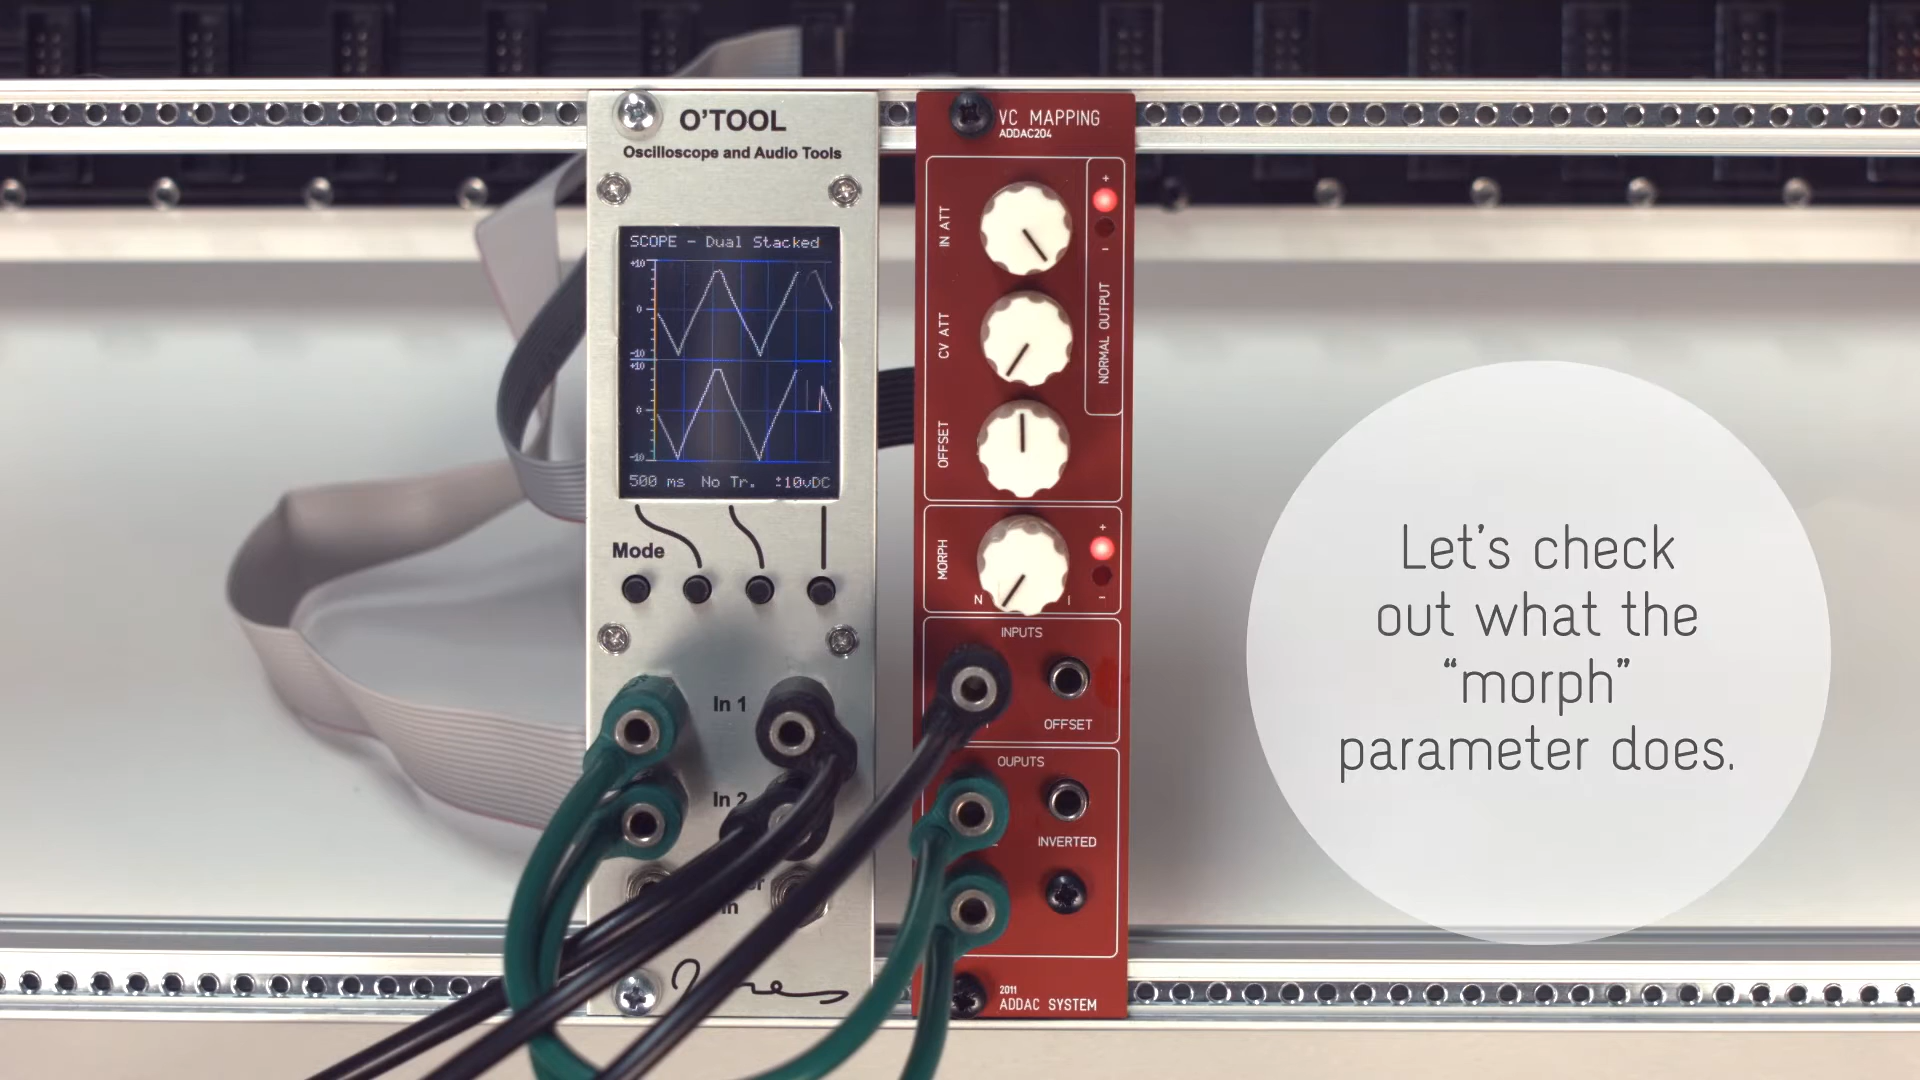 O'TOOL
Oscilloscope and Audio Tools
SCOPE - Dual Stacked
+10
0
-10
+10
0
-10
500 ms No Tr. ±10vDC
Mode
In 1
In 2
In
VC MAPPING
ADDAC204
IN ATT
CV ATT
OFFSET
+
-
NORMAL OUTPUT
MORPH
N
I
+
-
INPUTS
OFFSET
OUPUTS
INVERTED
2011
ADDAC SYSTEM
Let's check
out what the
“morph”
parameter does.